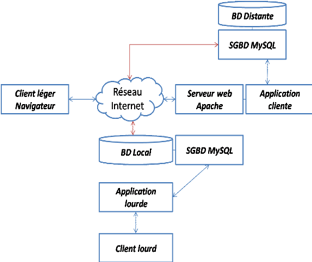 BD Distante
SGBD MySQL
Client léger
Navigateur
Réseau
Internet
Serveur web
Apache
Application
cliente
BD Local
SGBD MySQL
Application
lourde
Client lourd